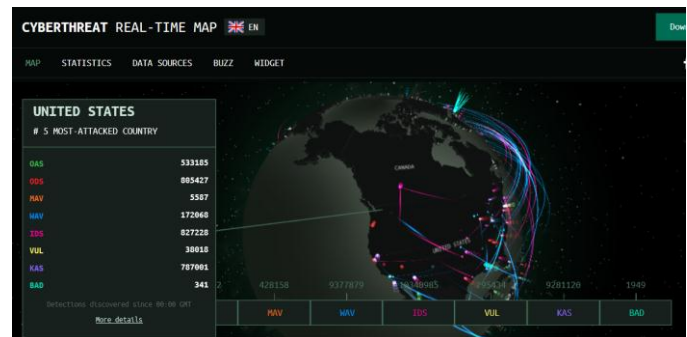 CYBERTHREAT REAL-TIME MAP EN
MAP STATISTICS DATA SOURCES BUZZ WIDGET
UNITED STATES
# 5 MOST-ATTACKED COUNTRY
OAS 533185
ODS 805427
MAV 5587
WAV 172068
IDS 827228
VUL 38018
KAS 787001
BAD 341
Detections discovered since 00:00 GMT
More details
CANADA
UNITED STATES
428158 9377879 9281120 1949
MAV WAV IDS VUL KAS BAD